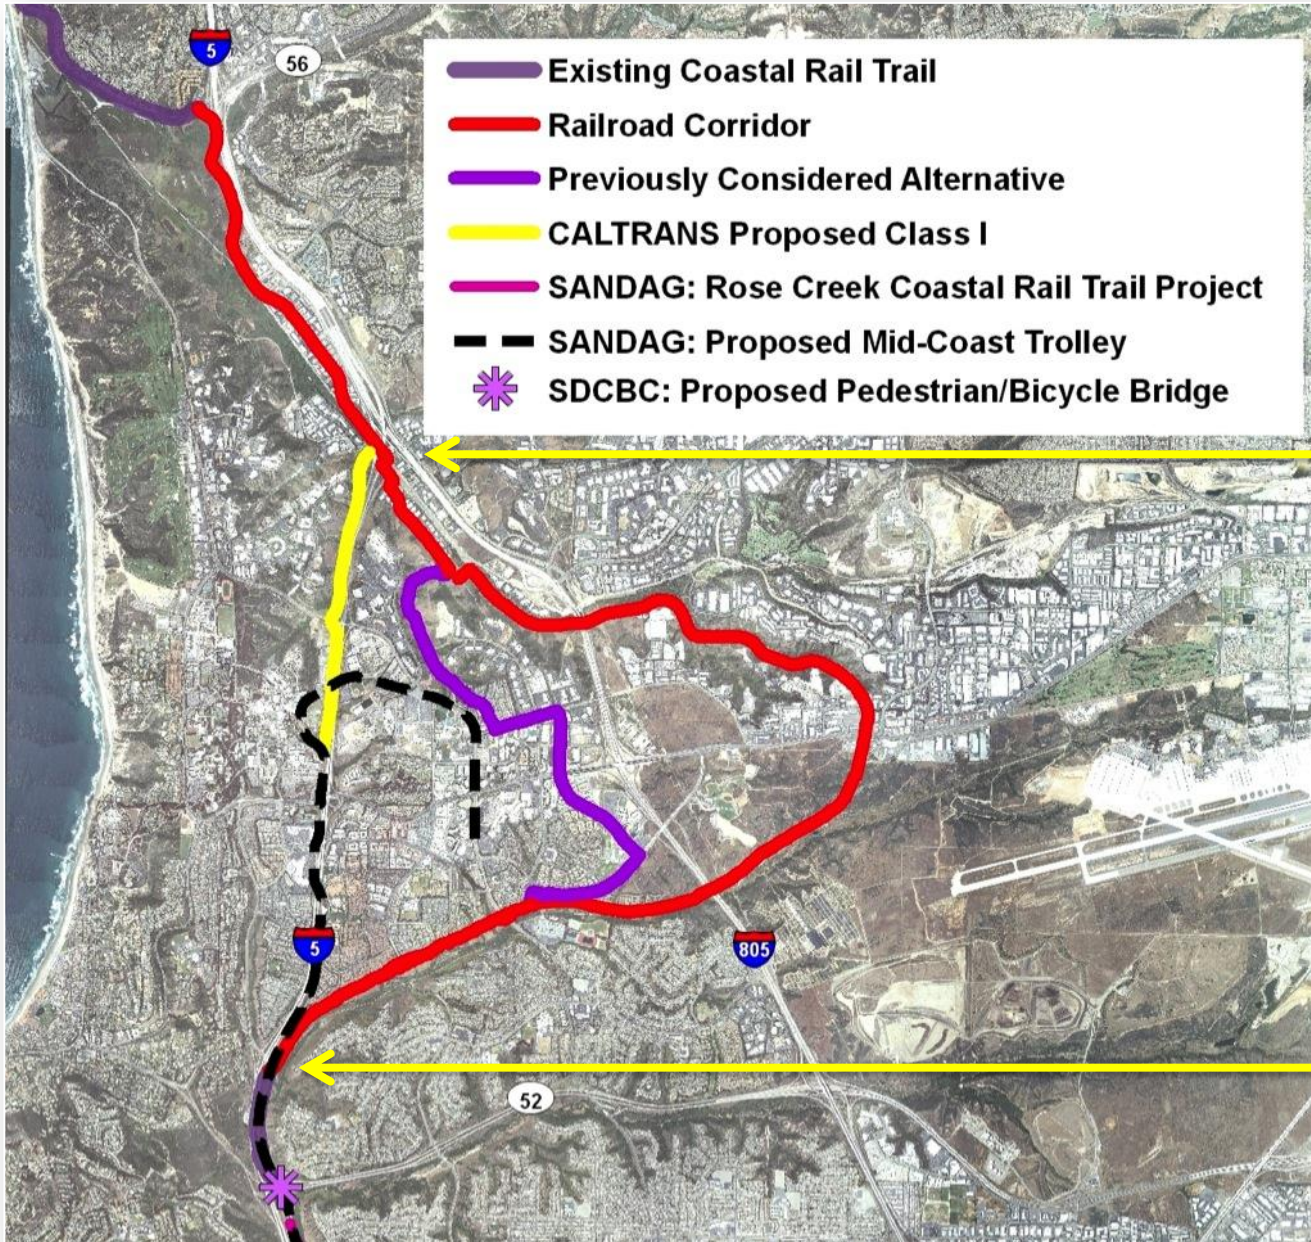 5
56
Existing Coastal Rail Trail
Railroad Corridor
Previously Considered Alternative
CALTRANS Proposed Class I
SANDAG: Rose Creek Coastal Rail Trail Project
SANDAG: Proposed Mid-Coast Trolley
SDCBC: Proposed Pedestrian/Bicycle Bridge
5
805
52